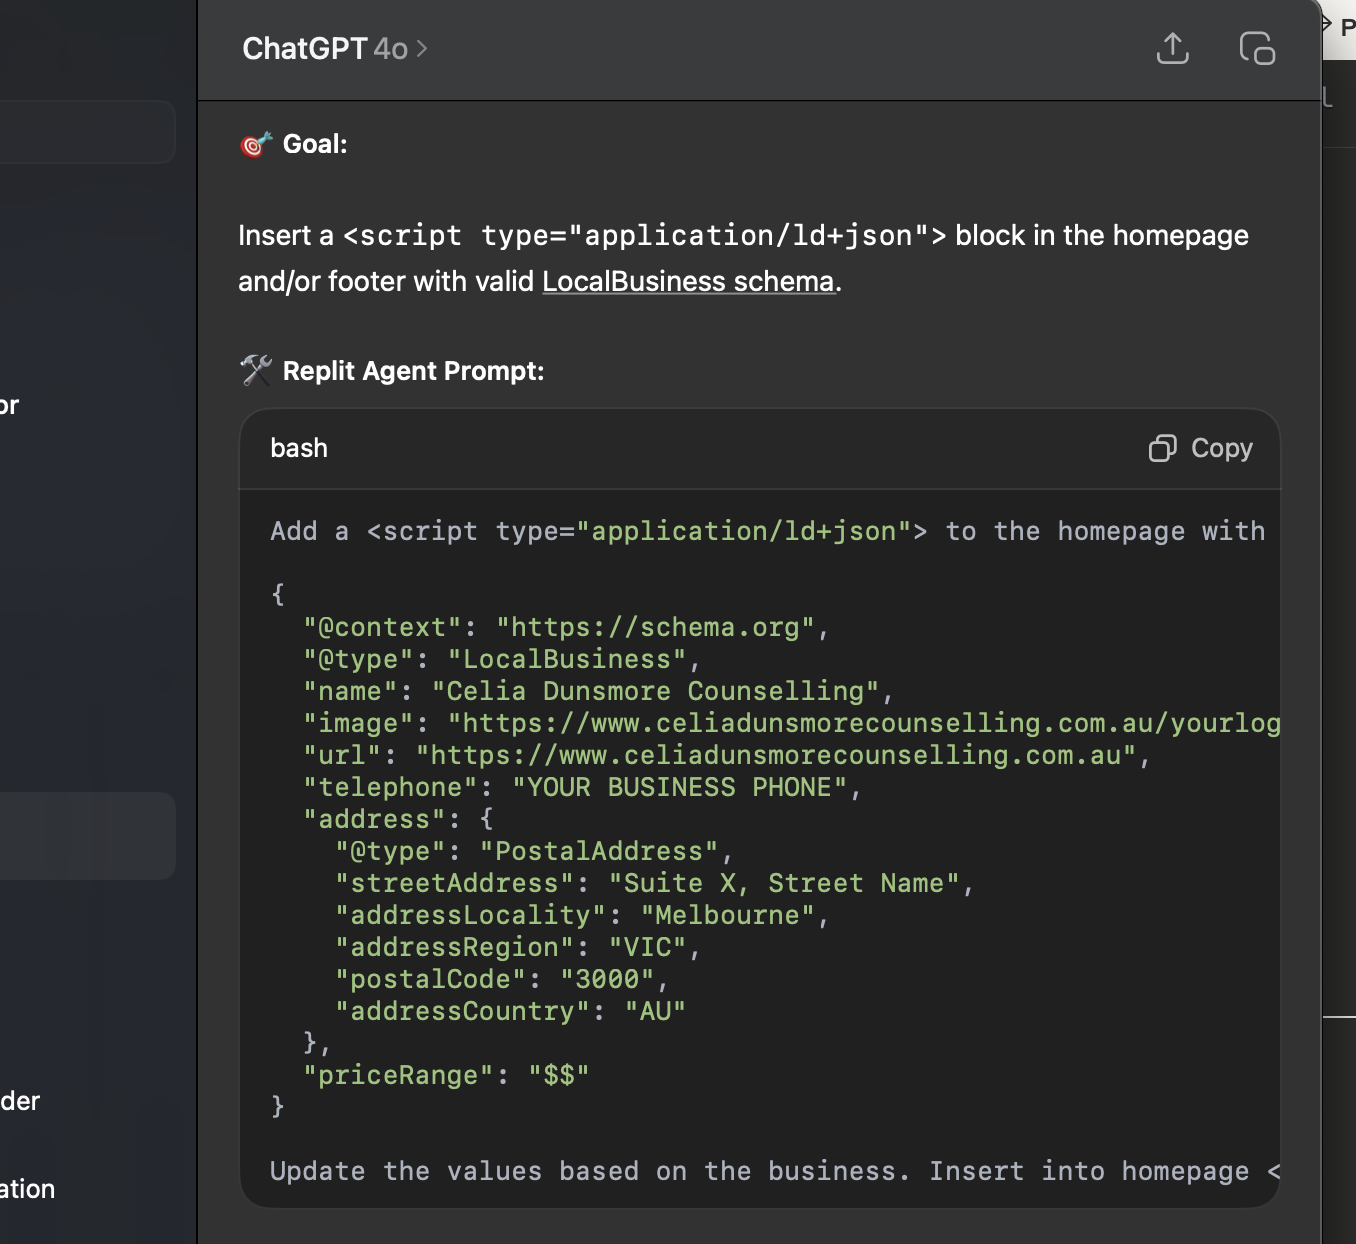 ChatGPT 4o >
P
🎯 Goal:
Insert a <script type="application/ld+json"> block in the homepage
and/or footer with valid LocalBusiness schema.
or
🛠️ Replit Agent Prompt:
bash
Copy
Add a <script type="application/ld+json"> to the homepage with
{
"@context": "https://schema.org",
"@type": "LocalBusiness",
"name": "Celia Dunsmore Counselling",
"image": "https://www.celiadunsmorecounselling.com.au/yourlog
"url": "https://www.celiadunsmorecounselling.com.au",
"telephone": "YOUR BUSINESS PHONE",
"address": {
"@type": "PostalAddress",
"streetAddress": "Suite X, Street Name",
"addressLocality": "Melbourne",
"addressRegion": "VIC",
"postalCode": "3000",
"addressCountry": "AU"
},
"priceRange": "$$"
}
der
Update the values based on the business. Insert into homepage <
ation